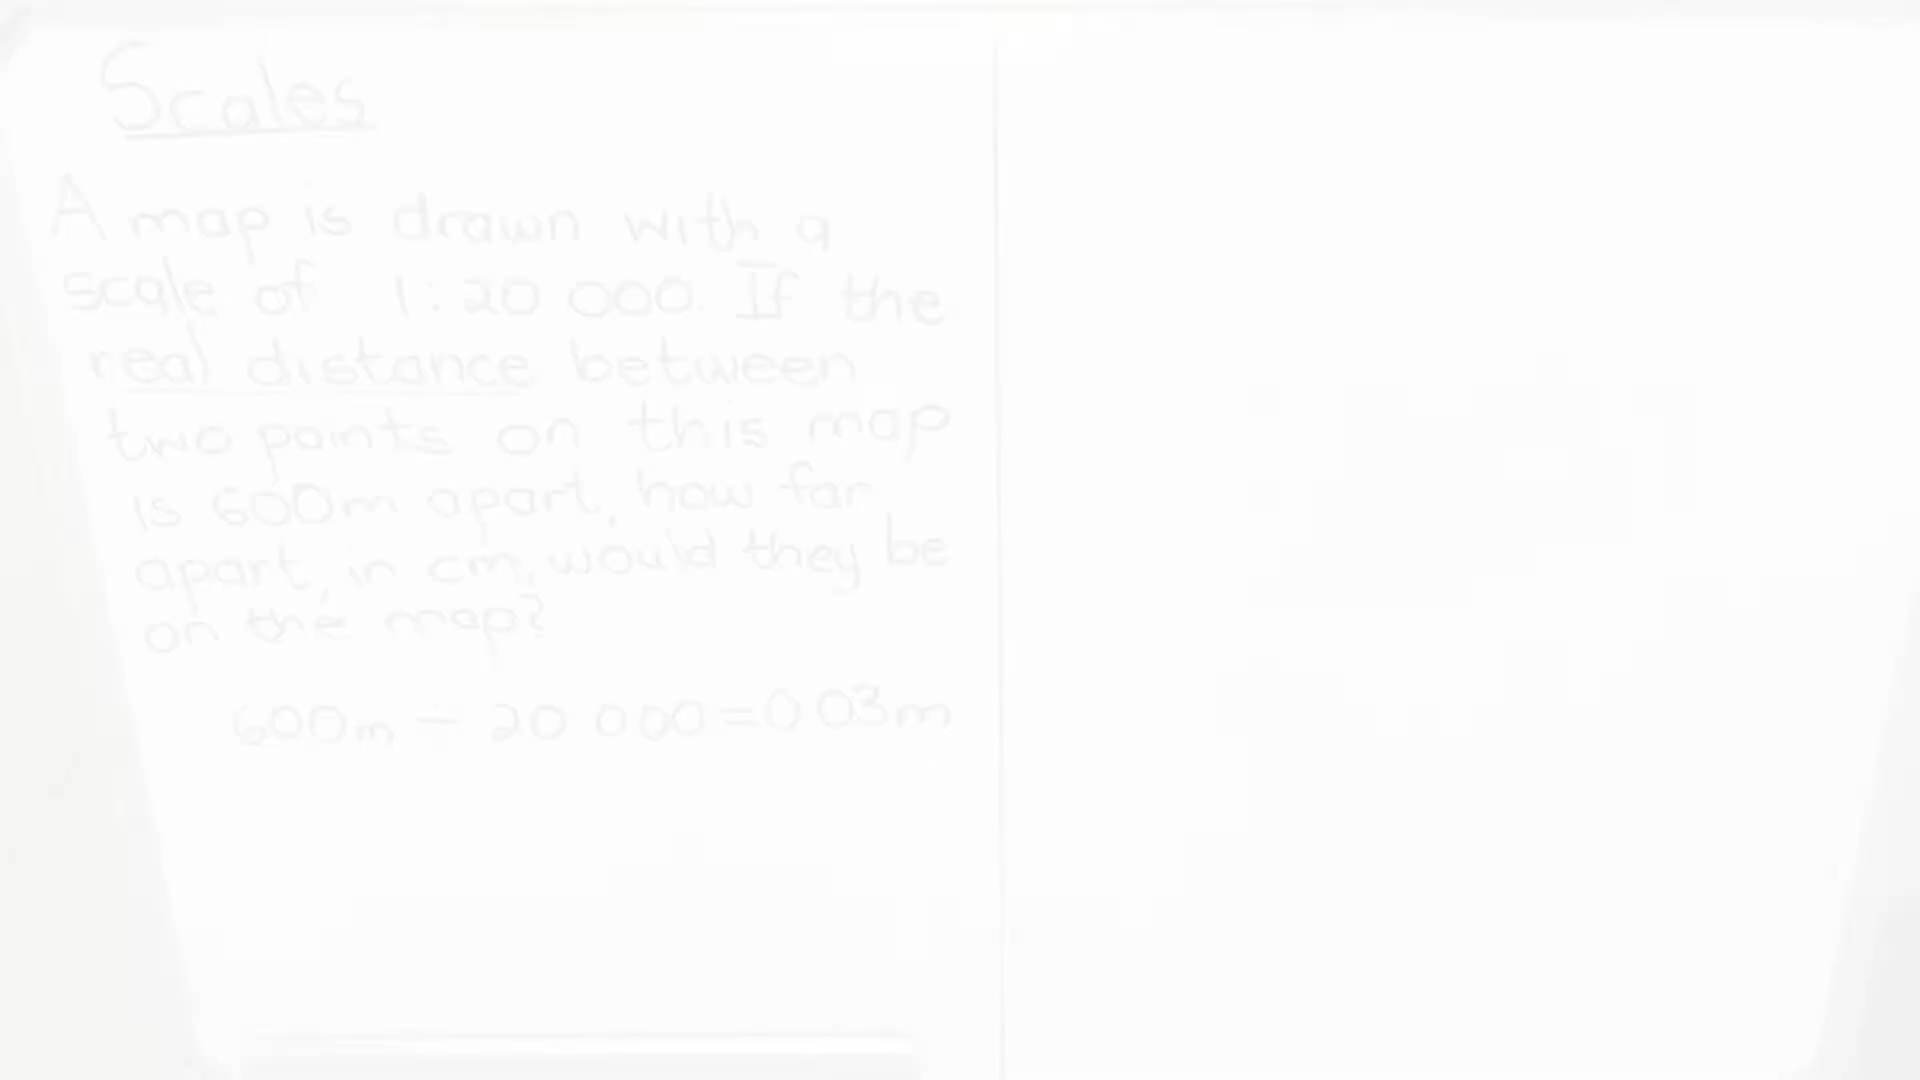 Scales
A map is drawn with a
scale of 1:20 000. If the
real distance between
two points on this map
is 600m apart, how far
apart, in cm, would they be
on the map?
600m ÷ 20 000 = 0.03m